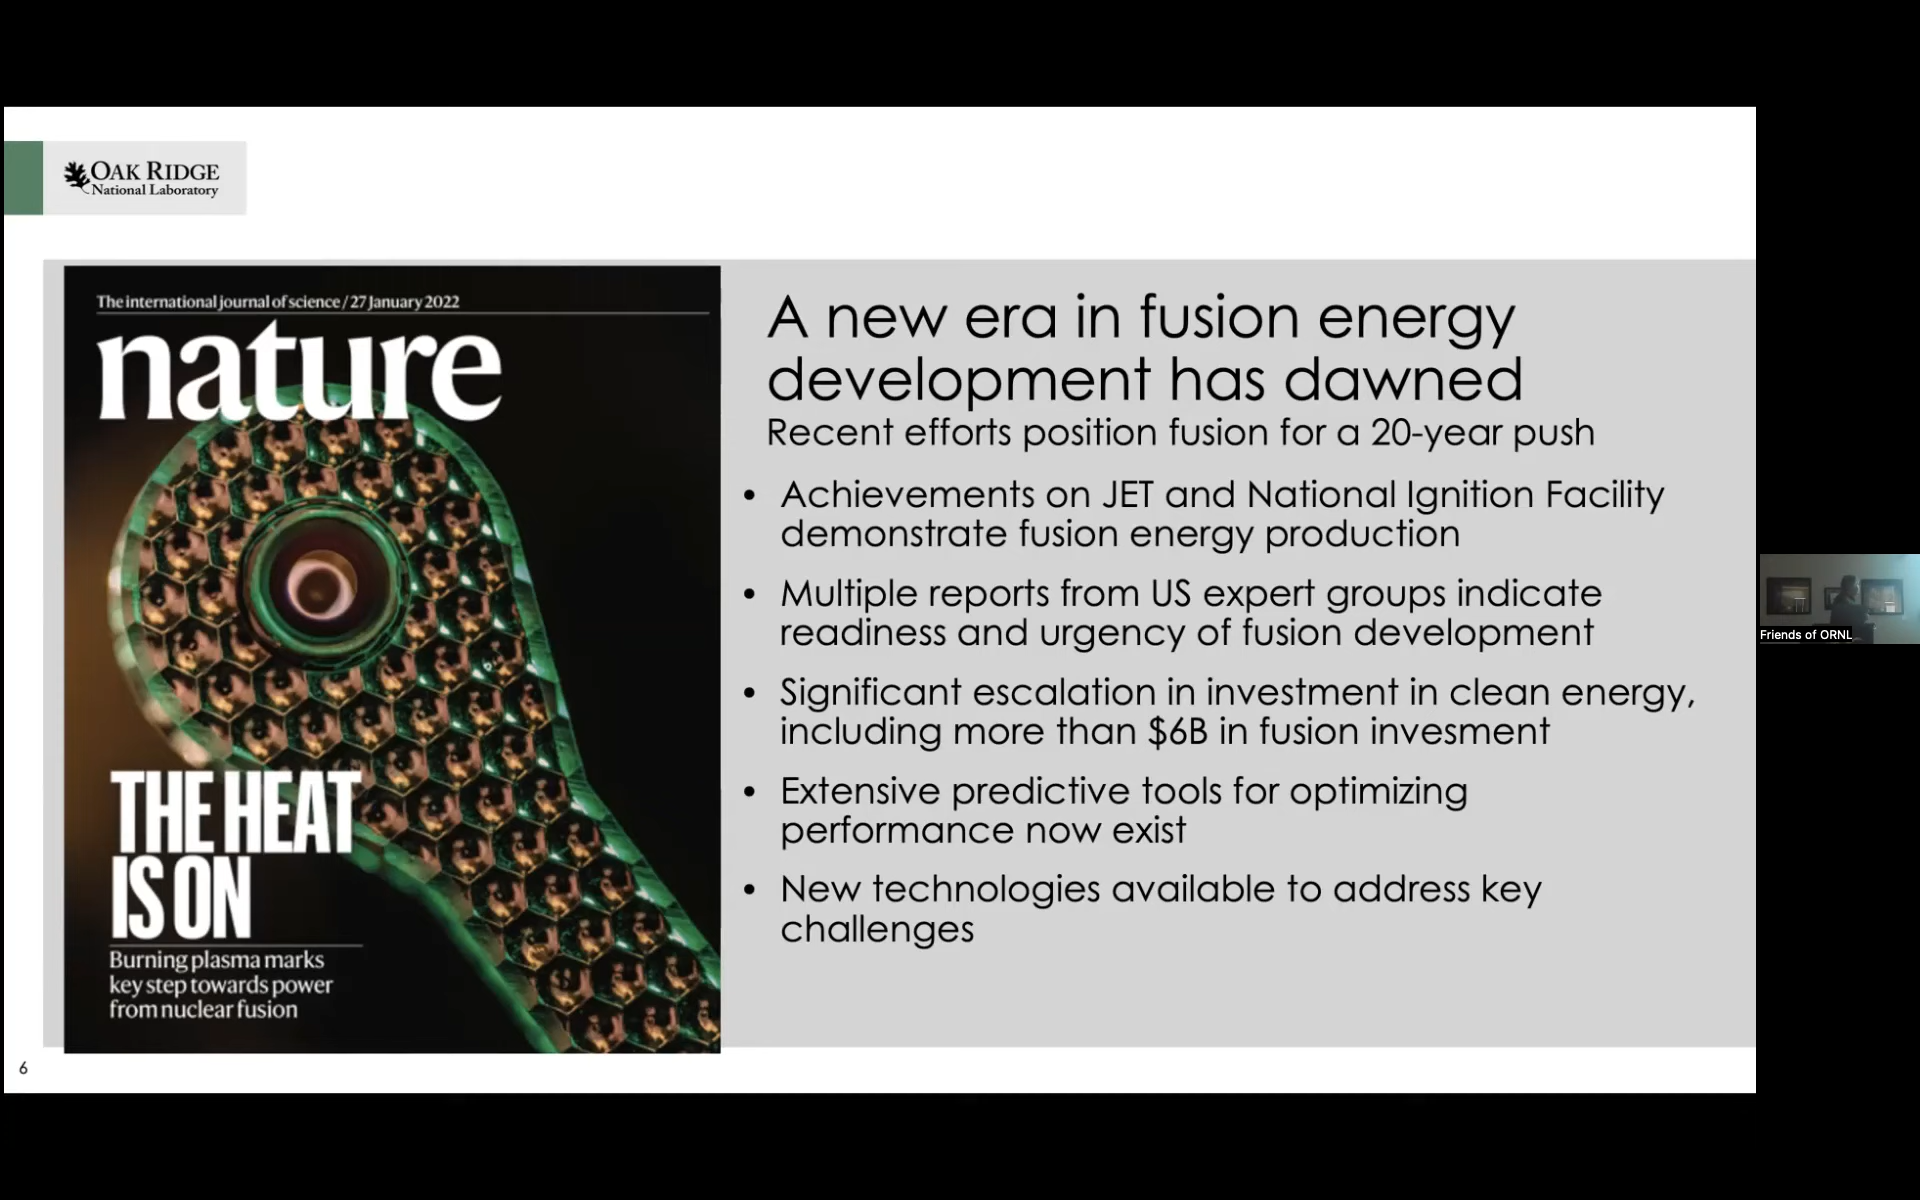 OAK RIDGE
National Laboratory
The international journal of science / 27 January 2022
nature
THE HEAT
IS ON
Burning plasma marks
key step towards power
from nuclear fusion
A new era in fusion energy
development has dawned
Recent efforts position fusion for a 20-year push
• Achievements on JET and National Ignition Facility
demonstrate fusion energy production
• Multiple reports from US expert groups indicate
readiness and urgency of fusion development
• Significant escalation in investment in clean energy,
including more than $6B in fusion invesment
• Extensive predictive tools for optimizing
performance now exist
• New technologies available to address key
challenges
6
Friends of ORNL